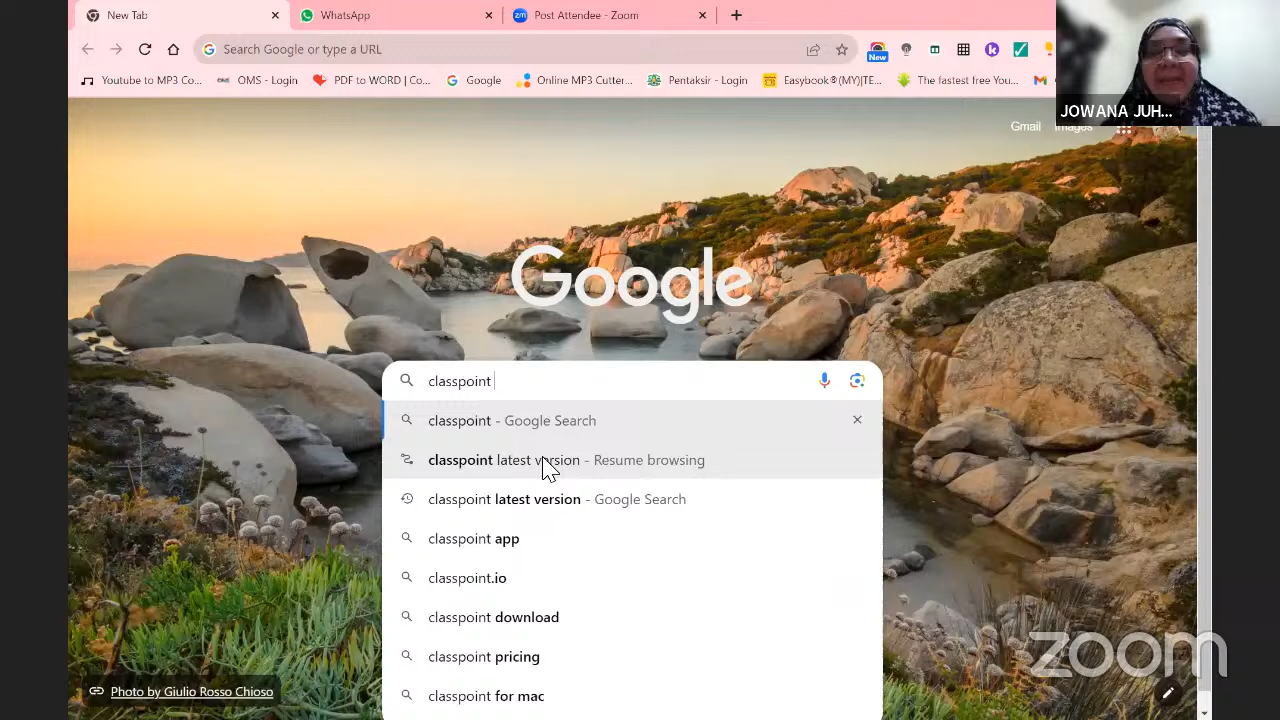 New Tab
WhatsApp
zm Post Attendee - Zoom
Search Google or type a URL
New
Youtube to MP3 Co...
OMS - Login
PDF to WORD | Co...
Google
Online MP3 Cutter...
Pentaksir - Login
Easybook®(MY)|TE...
The fastest free You...
JOWANA JUH...
Gmail
Images
Google
classpoint
classpoint - Google Search
classpoint latest version - Resume browsing
classpoint latest version - Google Search
classpoint app
classpoint.io
classpoint download
classpoint pricing
classpoint for mac
Photo by Giulio Rosso Chioso
zoom